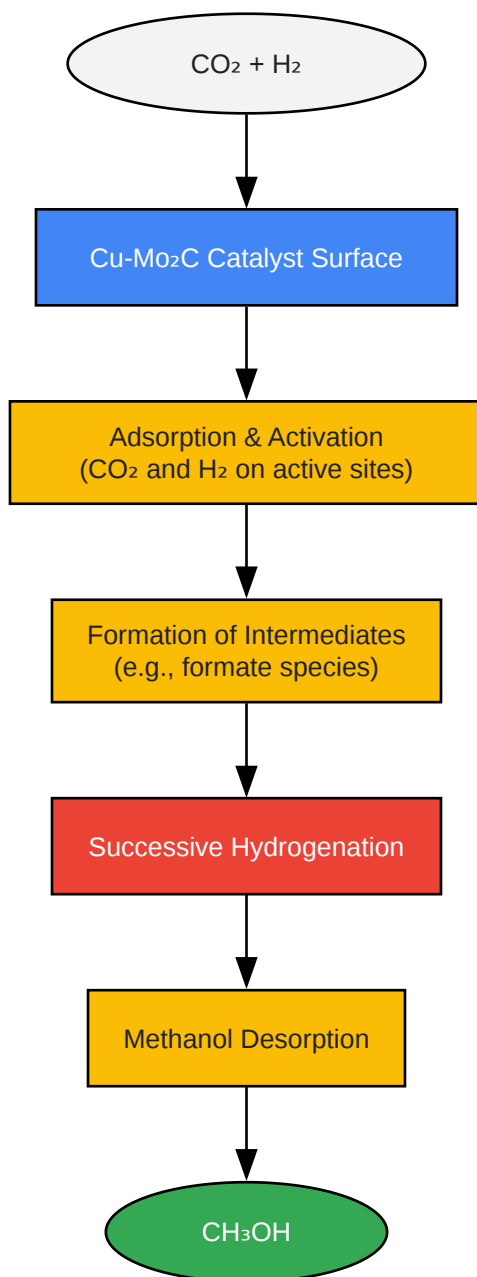 CO₂ + H₂
Cu-Mo₂C Catalyst Surface
Adsorption & Activation
(CO₂ and H₂ on active sites)
Formation of Intermediates
(e.g., formate species)
Successive Hydrogenation
Methanol Desorption
CH₃OH